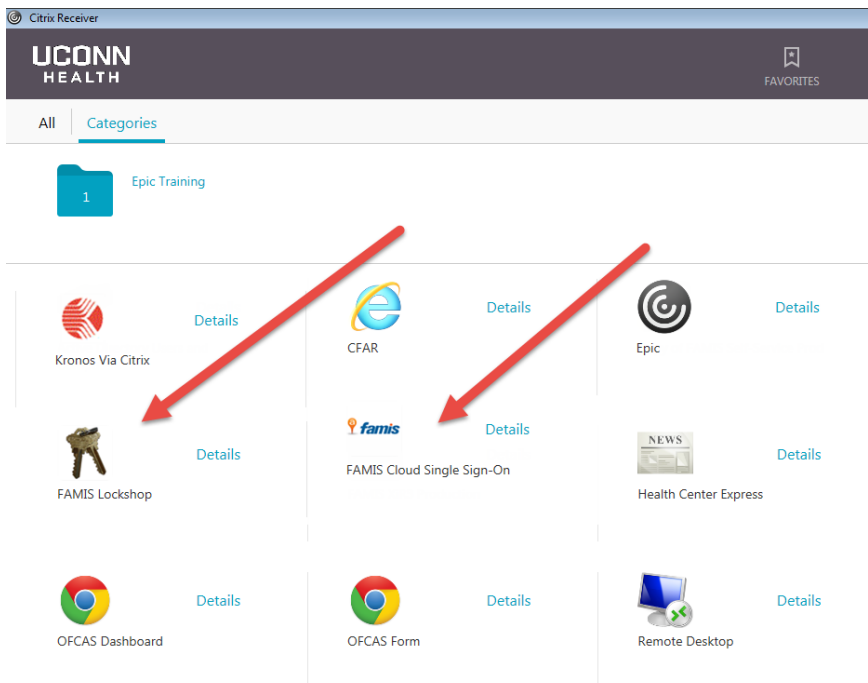 Citrix Receiver
UCONN
HEALTH
FAVORITES
All
Categories
1
Epic Training
Details
Details
Details
Kronos Via Citrix
CFAR
Epic
famis
Details
Details
NEWS
Details
FAMIS Lockshop
FAMIS Cloud Single Sign-On
Health Center Express
Details
Details
Details
OFCAS Dashboard
OFCAS Form
Remote Desktop